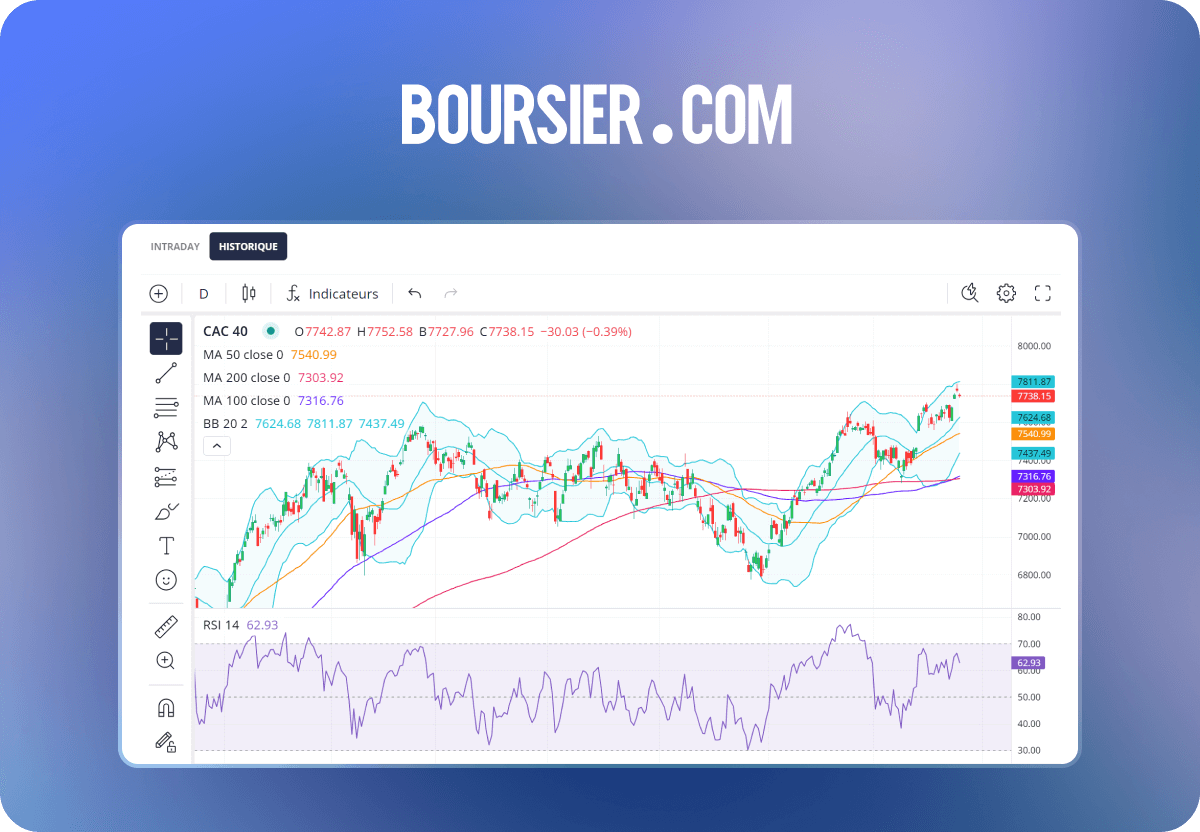 BOURSIER.COM
INTRADAY HISTORIQUE
D Indicateurs
CAC 40 O7742.87 H7752.58 B7727.96 C7738.15 −30.03 (−0.39%)
MA 50 close 0 7540.99
MA 200 close 0 7303.92
MA 100 close 0 7316.76
BB 20 2 7624.68 7811.87 7437.49
8000.00
7811.87
7738.15
7624.68
7540.99
7437.49
7400.00
7316.76
7303.92
7200.00
7000.00
6800.00
RSI 14 62.93
80.00
70.00
62.93
60.00
50.00
40.00
30.00